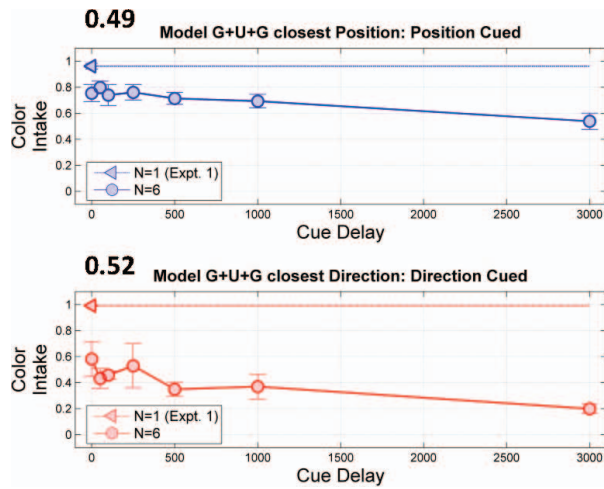 0.49
Model G+U+G closest Position: Position Cued
1
0.8
0.6
0.4
0.2
0
Color
Intake
N=1 (Expt. 1)
N=6
0 500 1000 1500 2000 2500 3000
Cue Delay
0.52
Model G+U+G closest Direction: Direction Cued
1
0.8
0.6
0.4
0.2
0
Color
Intake
N=1 (Expt. 1)
N=6
0 500 1000 1500 2000 2500 3000
Cue Delay